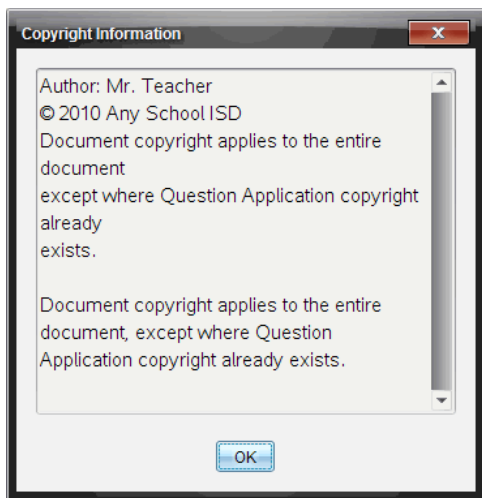 Copyright Information
Author: Mr. Teacher
© 2010 Any School ISD
Document copyright applies to the entire
document
except where Question Application copyright
already
exists.
Document copyright applies to the entire
document, except where Question
Application copyright already exists.
OK